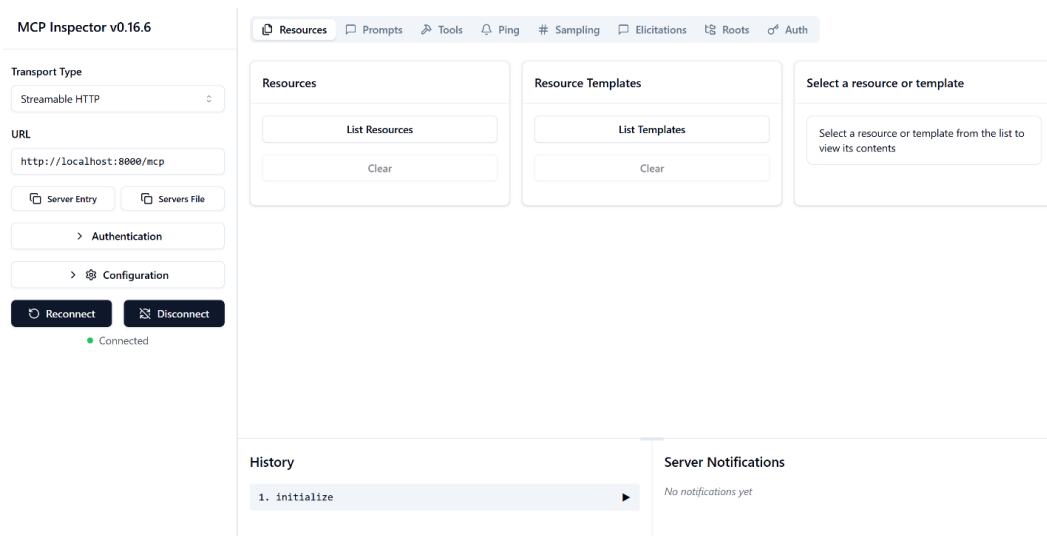 MCP Inspector v0.16.6
Transport Type
Streamable HTTP
URL
http://localhost:8000/mcp
Server Entry
Servers File
Authentication
Configuration
Reconnect
Disconnect
Connected
Resources
Prompts
Tools
Ping
Sampling
Elicitations
Roots
Auth
Resources
List Resources
Clear
Resource Templates
List Templates
Clear
Select a resource or template
Select a resource or template from the list to
view its contents
History
1. initialize
Server Notifications
No notifications yet